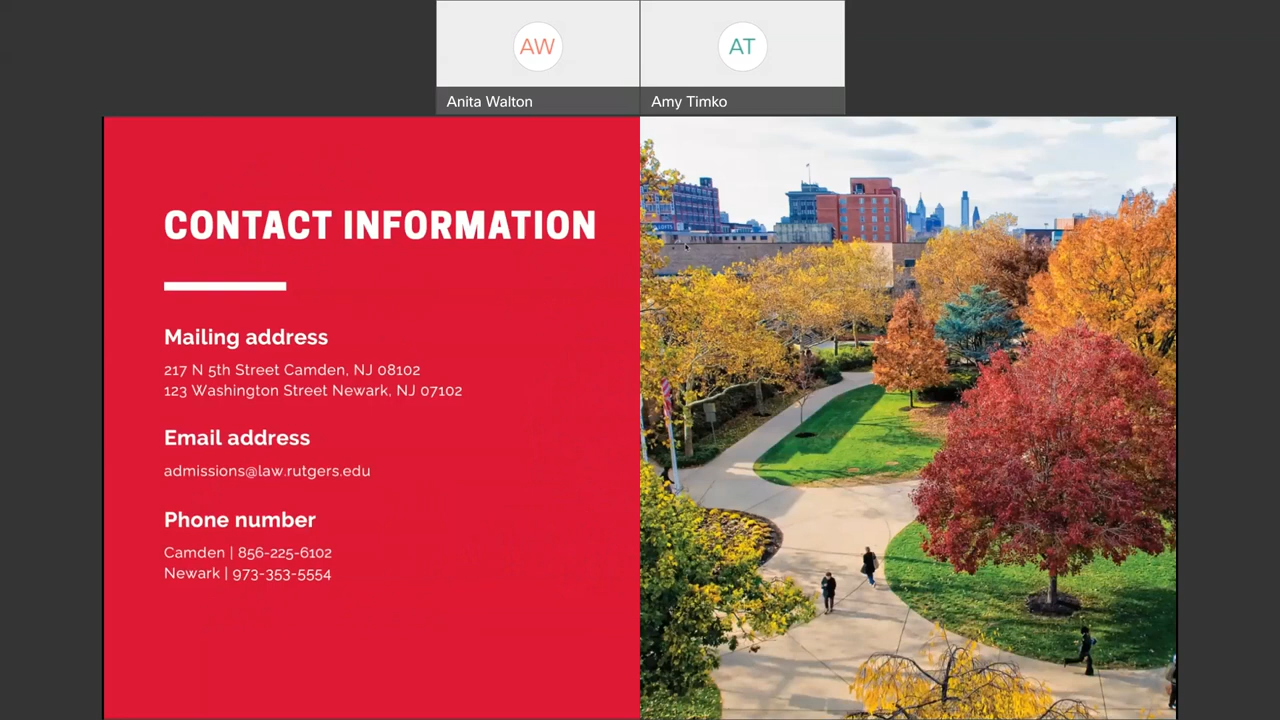 AW
AT
Anita Walton
Amy Timko
CONTACT INFORMATION
Mailing address
217 N 5th Street Camden, NJ 08102
123 Washington Street Newark, NJ 07102
Email address
admissions@law.rutgers.edu
Phone number
Camden | 856-225-6102
Newark | 973-353-5554